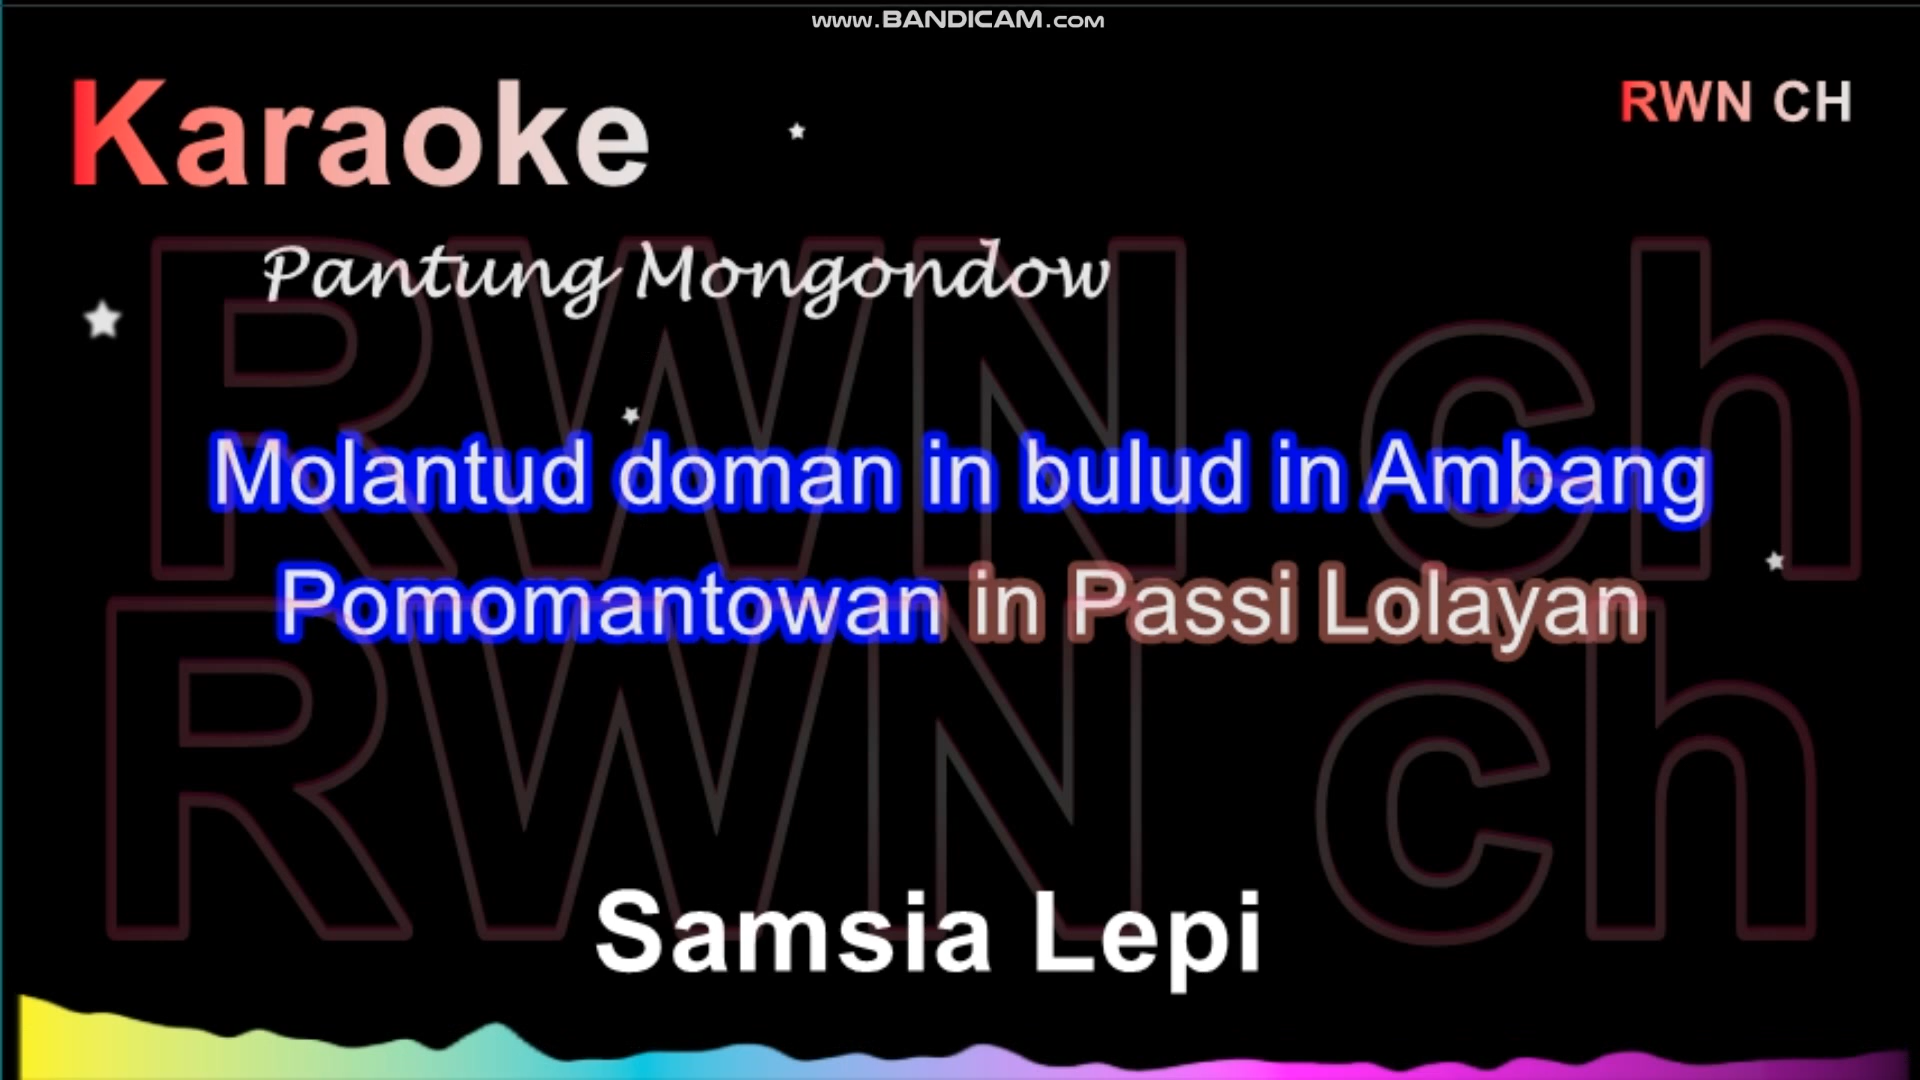 www.BANDICAM.com
Karaoke
RWN CH
Pantung Mongondow
Molantud doman in bulud in Ambang
Pomomantowan in Passi Lolayan
RWN ch
RWN ch
Samsia Lepi